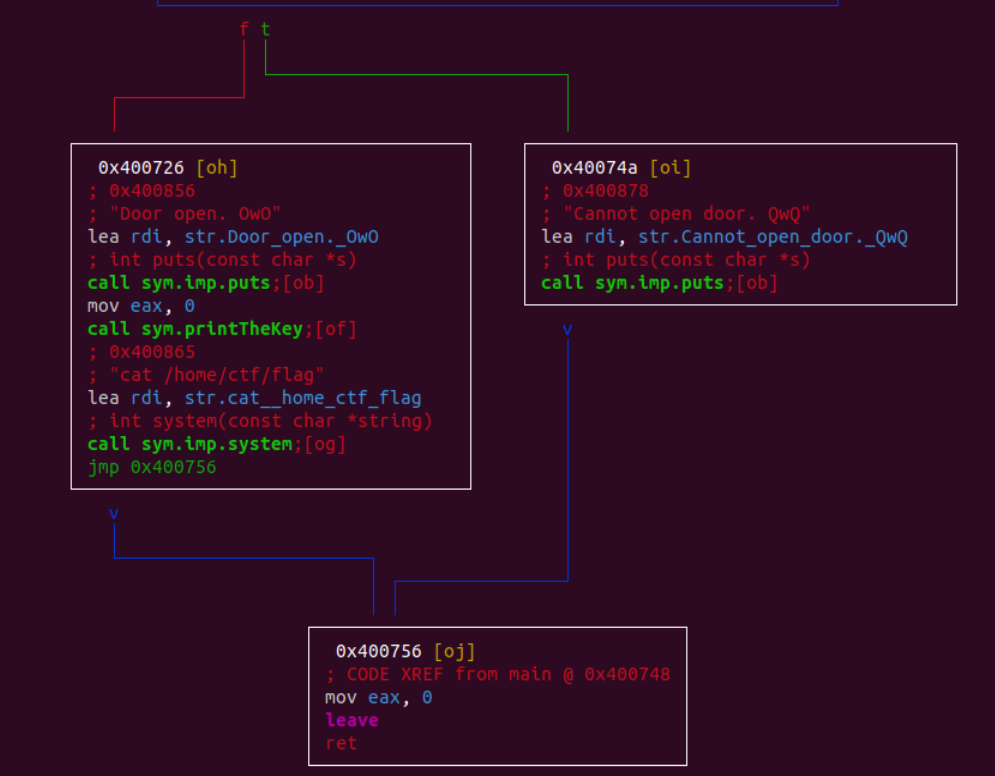 f t
0x400726 [oh]
; 0x400856
; "Door open. OwO"
lea rdi, str.Door_open._OwO
; int puts(const char *s)
call sym.imp.puts;[ob]
mov eax, 0
call sym.printTheKey;[of]
; 0x400865
; "cat /home/ctf/flag"
lea rdi, str.cat__home_ctf_flag
; int system(const char *string)
call sym.imp.system;[og]
jmp 0x400756
v
0x40074a [oi]
; 0x400878
; "Cannot open door. QwQ"
lea rdi, str.Cannot_open_door._QwQ
; int puts(const char *s)
call sym.imp.puts;[ob]
v
0x400756 [oj]
; CODE XREF from main @ 0x400748
mov eax, 0
leave
ret